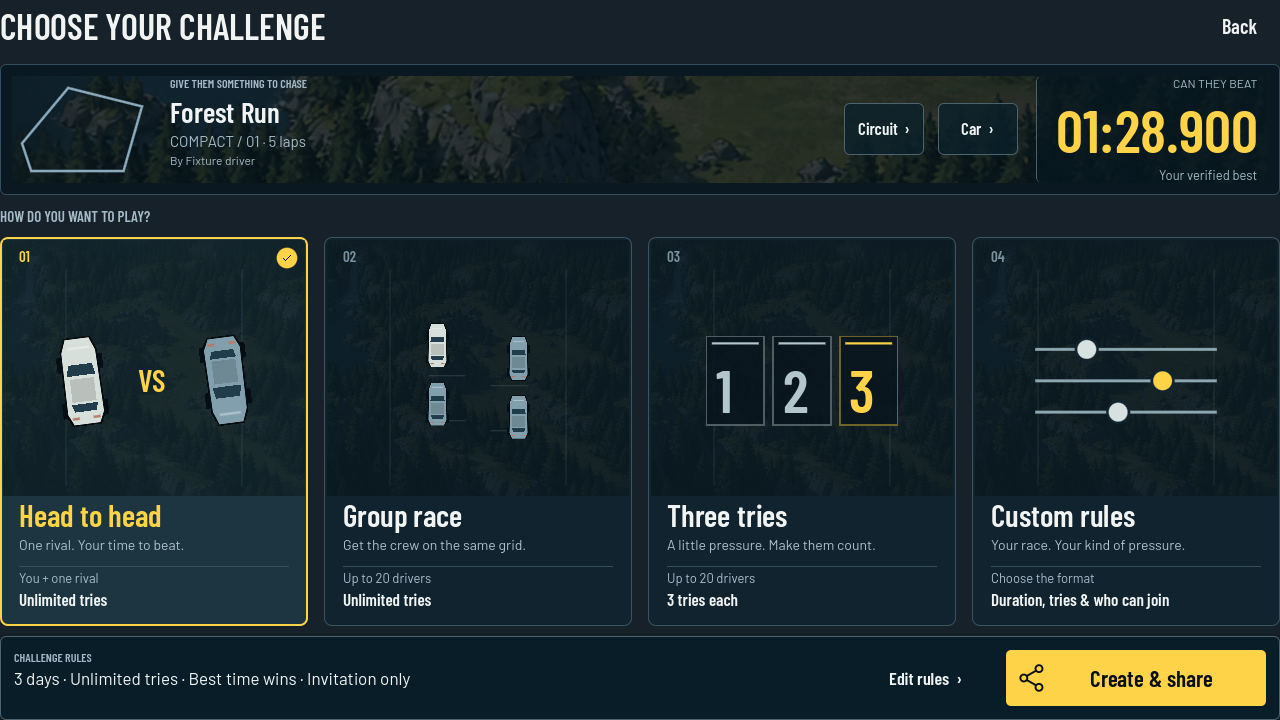 CHOOSE YOUR CHALLENGE
Back
GIVE THEM SOMETHING TO CHASE
Forest Run
COMPACT / 01 · 5 laps
By Fixture driver
Circuit ›
Car ›
CAN THEY BEAT
01:28.900
Your verified best
HOW DO YOU WANT TO PLAY?
01
VS
Head to head
One rival. Your time to beat.
You + one rival
Unlimited tries
02
Group race
Get the crew on the same grid.
Up to 20 drivers
Unlimited tries
03
1 2 3
Three tries
A little pressure. Make them count.
Up to 20 drivers
3 tries each
04
Custom rules
Your race. Your kind of pressure.
Choose the format
Duration, tries & who can join
CHALLENGE RULES
3 days · Unlimited tries · Best time wins · Invitation only
Edit rules ›
Create & share